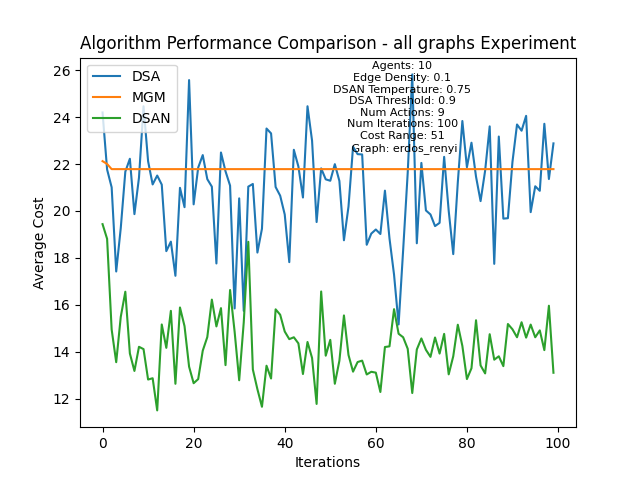 Algorithm Performance Comparison - all graphs Experiment
Agents: 10
Edge Density: 0.1
DSAN Temperature: 0.75
DSA Threshold: 0.9
Num Actions: 9
Num Iterations: 100
Cost Range: 51
Graph: erdos_renyi
DSA
MGM
DSAN
Average Cost
26
24
22
20
18
16
14
12
0
20
40
60
80
100
Iterations